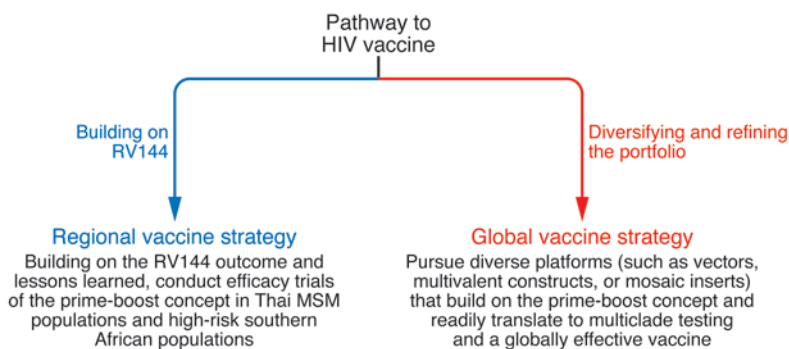 Pathway to
HIV vaccine
Building on
RV144
Diversifying and refining
the portfolio
Regional vaccine strategy
Building on the RV144 outcome and
lessons learned, conduct efficacy trials
of the prime-boost concept in Thai MSM
populations and high-risk southern
African populations
Global vaccine strategy
Pursue diverse platforms (such as vectors,
multivalent constructs, or mosaic inserts)
that build on the prime-boost concept and
readily translate to multiclade testing
and a globally effective vaccine